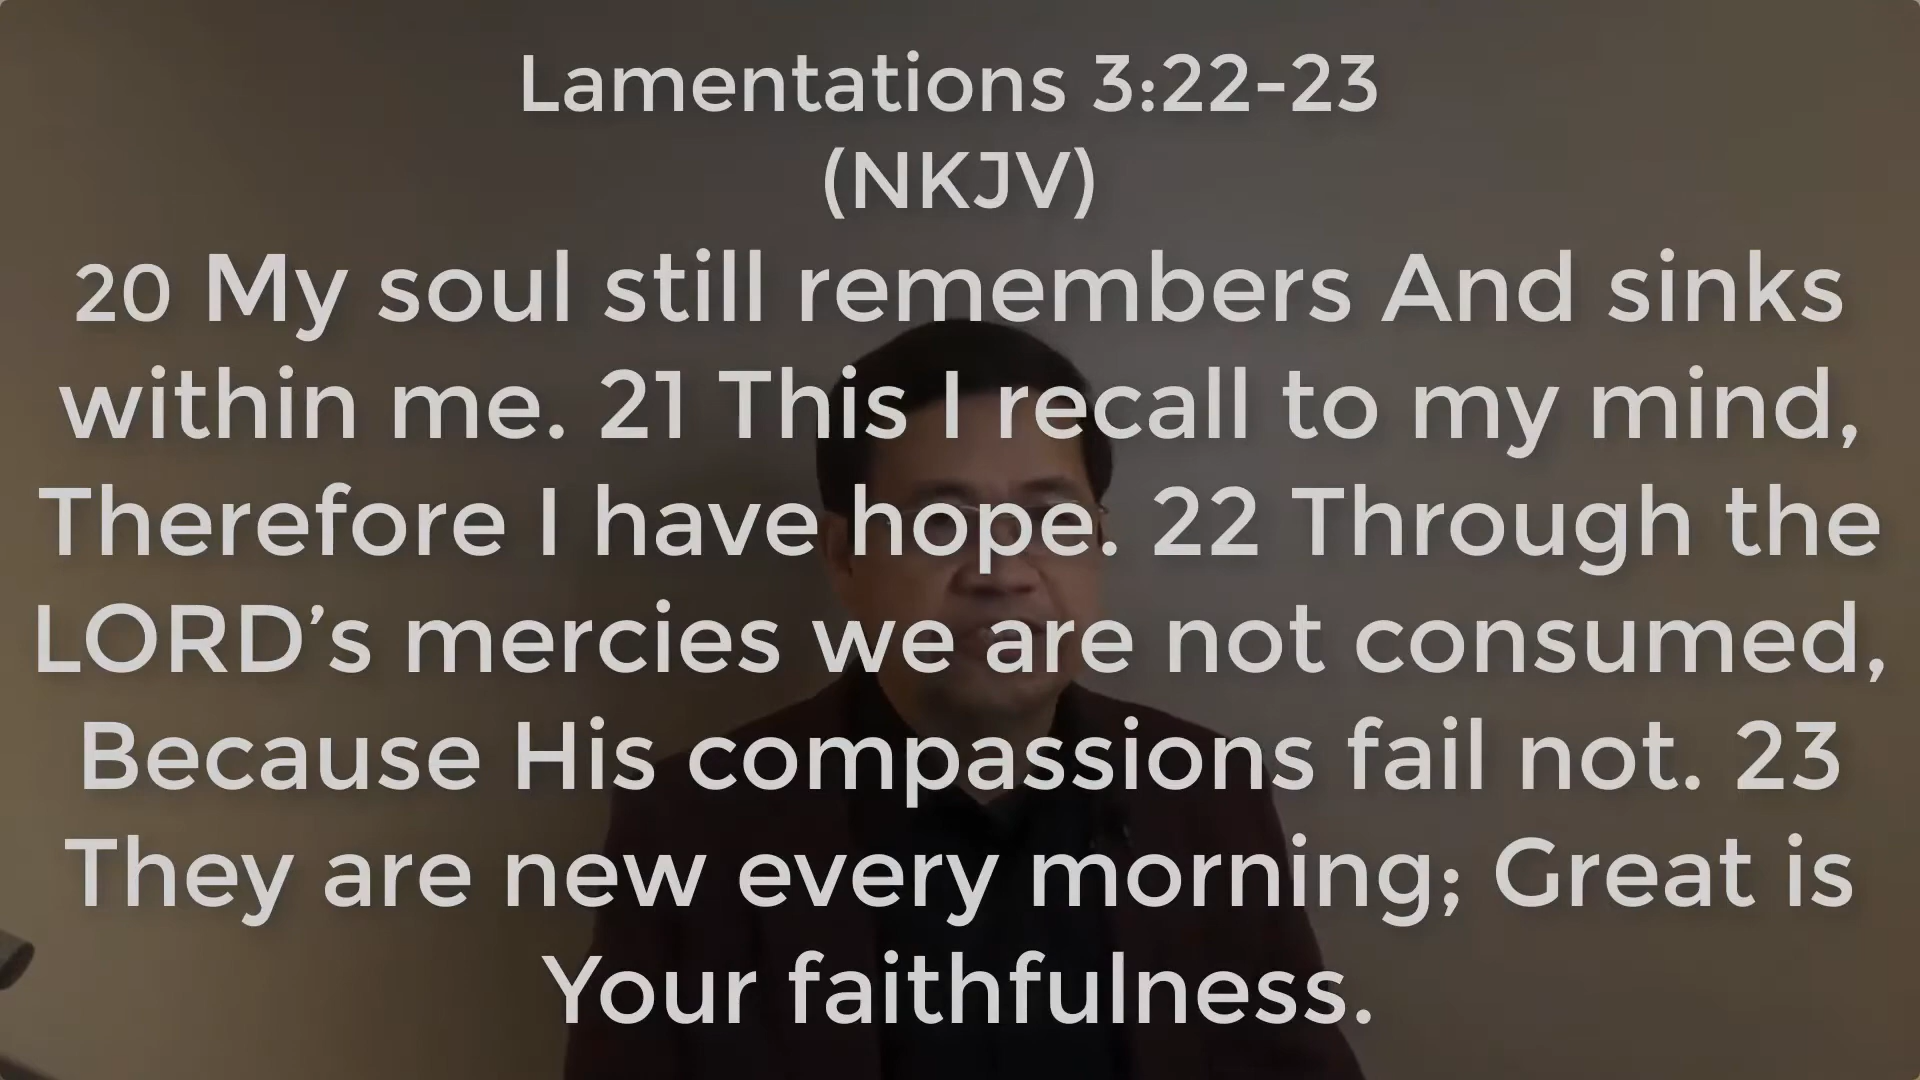 Lamentations 3:22-23
(NKJV)
20 My soul still remembers And sinks
within me. 21 This I recall to my mind,
Therefore I have hope. 22 Through the
LORD’s mercies we are not consumed,
Because His compassions fail not. 23
They are new every morning; Great is
Your faithfulness.